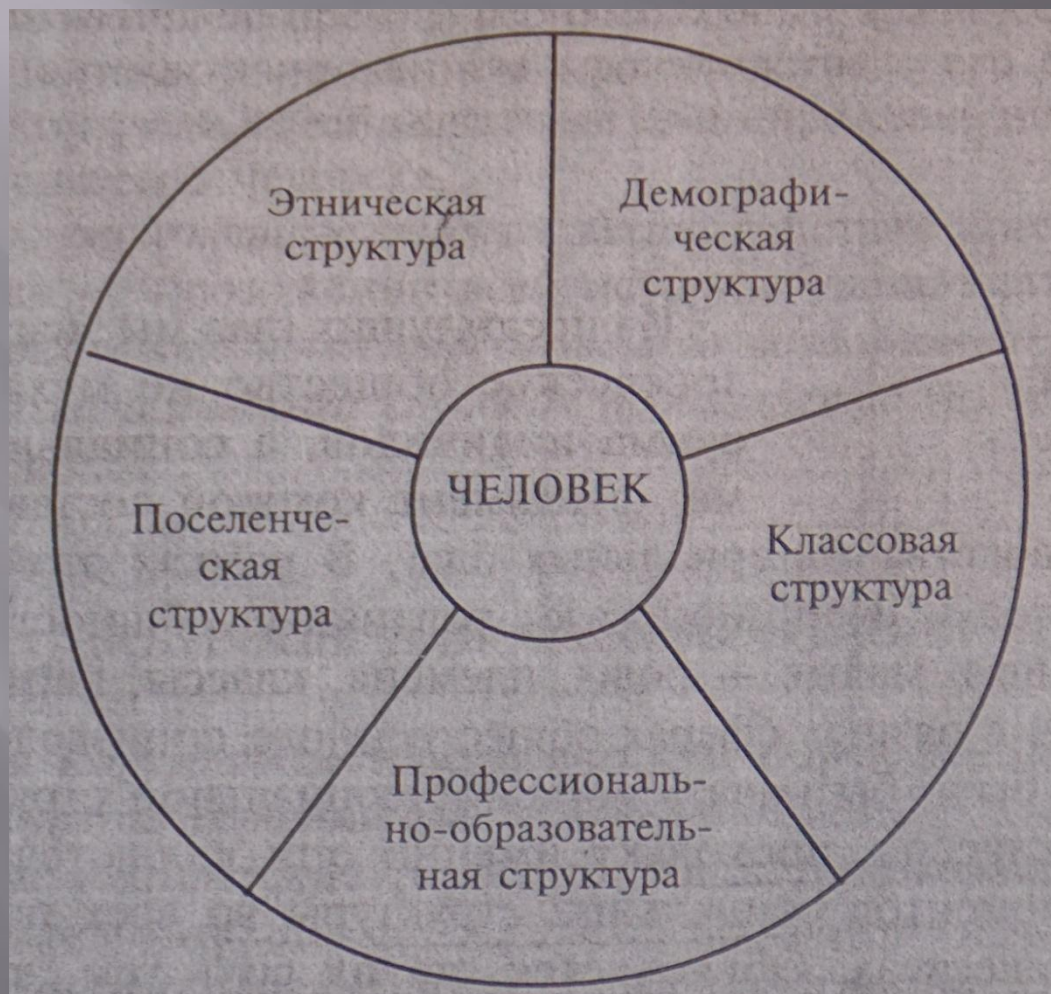 Этническая
структура
Демографи-
ческая
структура
ЧЕЛОВЕК
Поселенче-
ская
структура
Классовая
структура
Профессиональ-
но-образователь-
ная структура